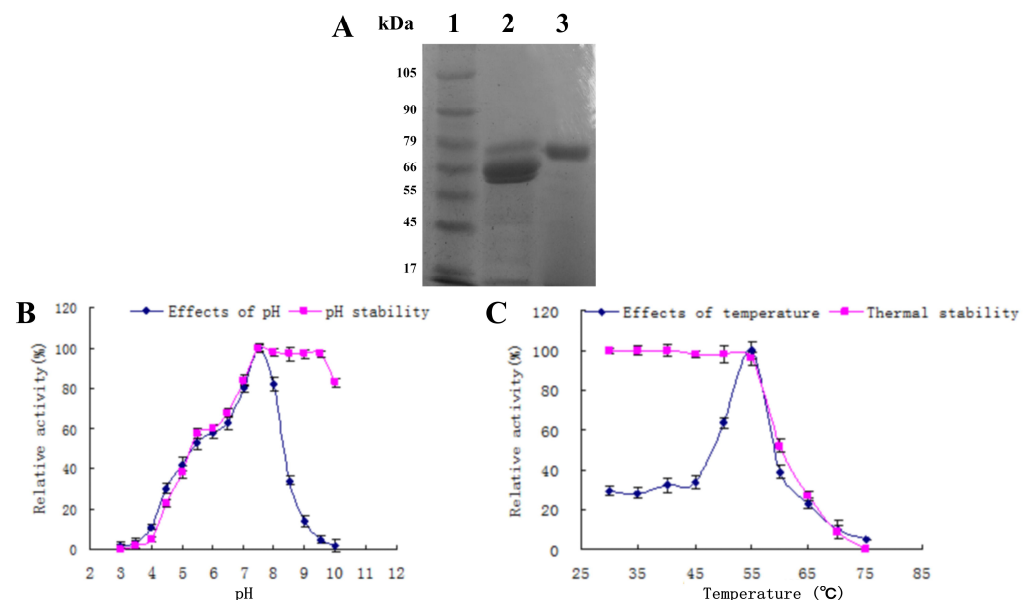 A kDa 1 2 3
105
90
79
66
55
45
17
B
Effects of pH pH stability
Relative activity(%)
120
100
80
60
40
20
0
2 3 4 5 6 7 8 9 10 11 12
pH
C
Effects of temperature Thermal stability
Relative activity(%)
120
100
80
60
40
20
0
25 35 45 55 65 75 85
Temperature (℃)